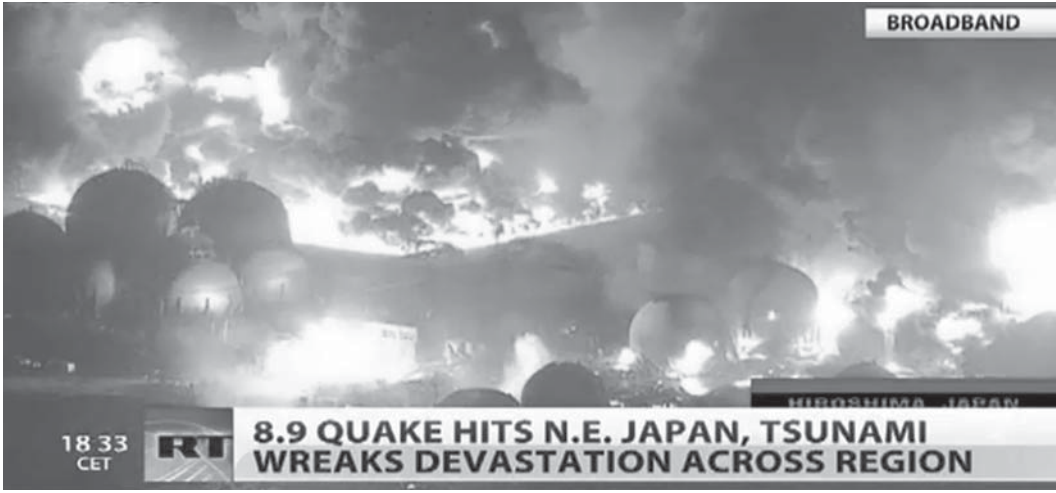 BROADBAND
HIROSHIMA JAPAN
18 33
CET
RT
8.9 QUAKE HITS N.E. JAPAN, TSUNAMI
WREAKS DEVASTATION ACROSS REGION